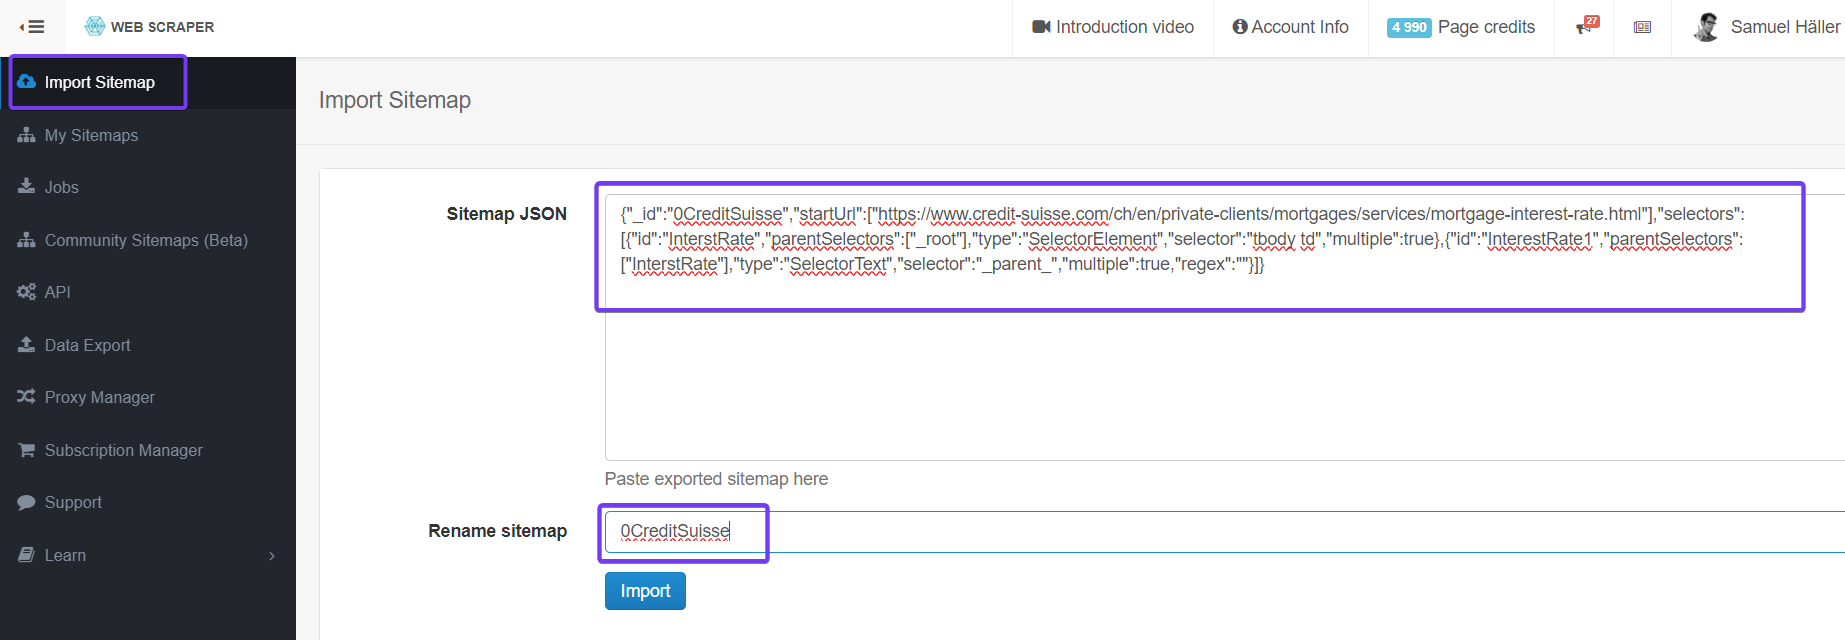 WEB SCRAPER
Introduction video
Account Info
4 990 Page credits
27
Samuel Häller
Import Sitemap
My Sitemaps
Jobs
Community Sitemaps (Beta)
API
Data Export
Proxy Manager
Subscription Manager
Support
Learn
Import Sitemap
Sitemap JSON
{"_id":"0CreditSuisse","startUrl":["https://www.credit-suisse.com/ch/en/private-clients/mortgages/services/mortgage-interest-rate.html"],"selectors":
[{"id":"InterstRate","parentSelectors":["_root"],"type":"SelectorElement","selector":"tbody td","multiple":true},{"id":"InterestRate1","parentSelectors":
["InterstRate"],"type":"SelectorText","selector":"_parent_","multiple":true,"regex":""}]}
Paste exported sitemap here
Rename sitemap
0CreditSuisse
Import